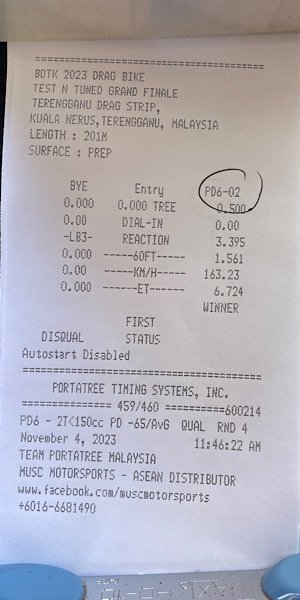 =============================================
BOTK 2023 DRAG BIKE
TEST N TUNED GRAND FINALE
TERENGGANU DRAG STRIP,
KUALA NERUS,TERENGGANU, MALAYSIA
LENGTH : 201M
SURFACE : PREP
BYE Entry PD6-02
0.000 0.000 TREE 0.500
0.00 DIAL-IN 0.00
-LB3- REACTION 3.395
0.000 ------60FT----- 1.561
0.00 ------KM/H----- 163.23
0.000 -------ET------ 6.724
WINNER
FIRST
DISQUAL STATUS
Autostart Disabled
=============================================
PORTATREE TIMING SYSTEMS, INC.
============ 459/460 ==========600214
PD6 - 2T<150cc PD -65/AvG QUAL RND 4
November 4, 2023 11:46:22 AM
TEAM PORTATREE MALAYSIA
MUSC MOTORSPORTS - ASEAN DISTRIBUTOR
www.facebook.com/muscmotorsports
+6016-6681490